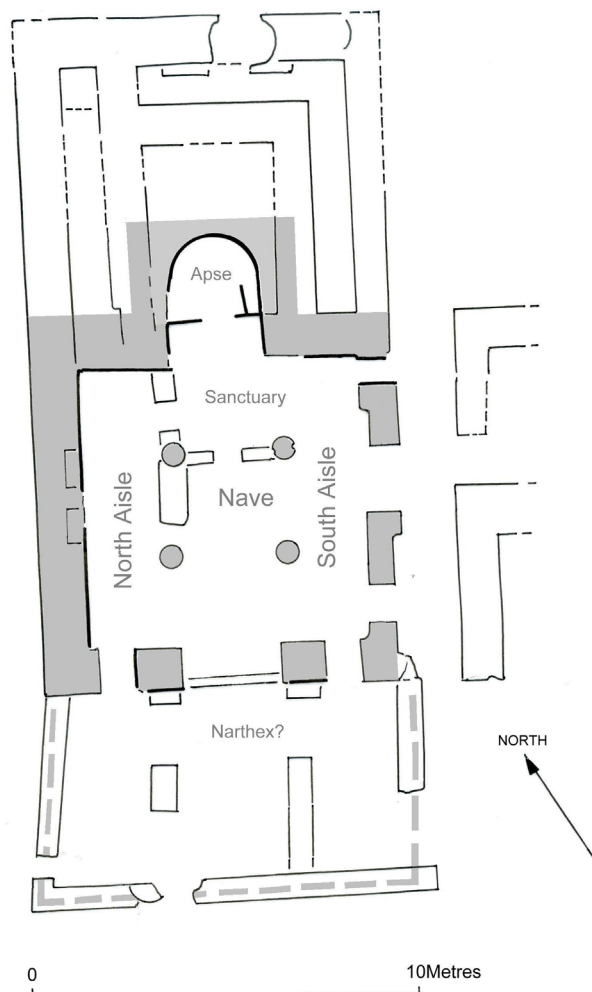 Apse
Sanctuary
North Aisle
Nave
South Aisle
Narthex?
NORTH
0
10Metres